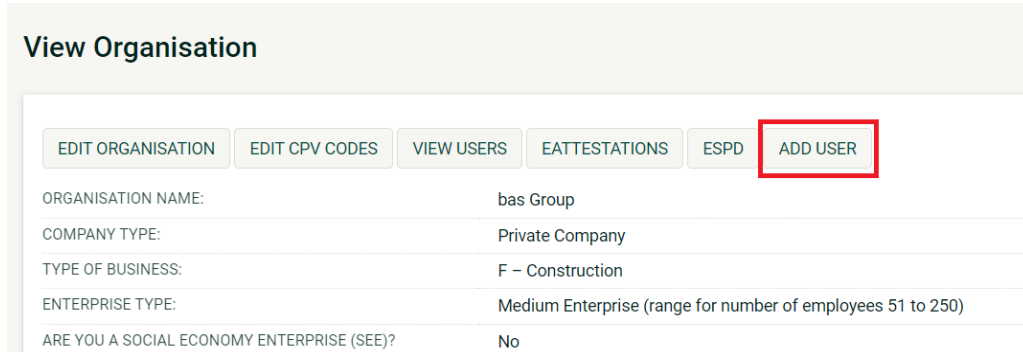 View Organisation
EDIT ORGANISATION EDIT CPV CODES VIEW USERS EATTESTATIONS ESPD ADD USER
ORGANISATION NAME: bas Group
COMPANY TYPE: Private Company
TYPE OF BUSINESS: F – Construction
ENTERPRISE TYPE: Medium Enterprise (range for number of employees 51 to 250)
ARE YOU A SOCIAL ECONOMY ENTERPRISE (SEE)? No